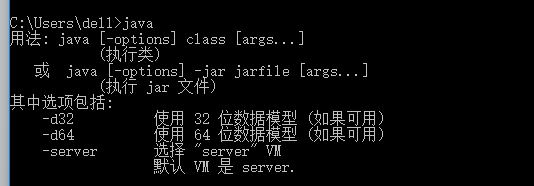 C:\Users\dell>java
用法: java [-options] class [args...]
(执行类)
或  java [-options] -jar jarfile [args...]
(执行 jar 文件)
其中选项包括:
-d32 使用 32 位数据模型 (如果可用)
-d64 使用 64 位数据模型 (如果可用)
-server 选择 "server" VM
默认 VM 是 server.